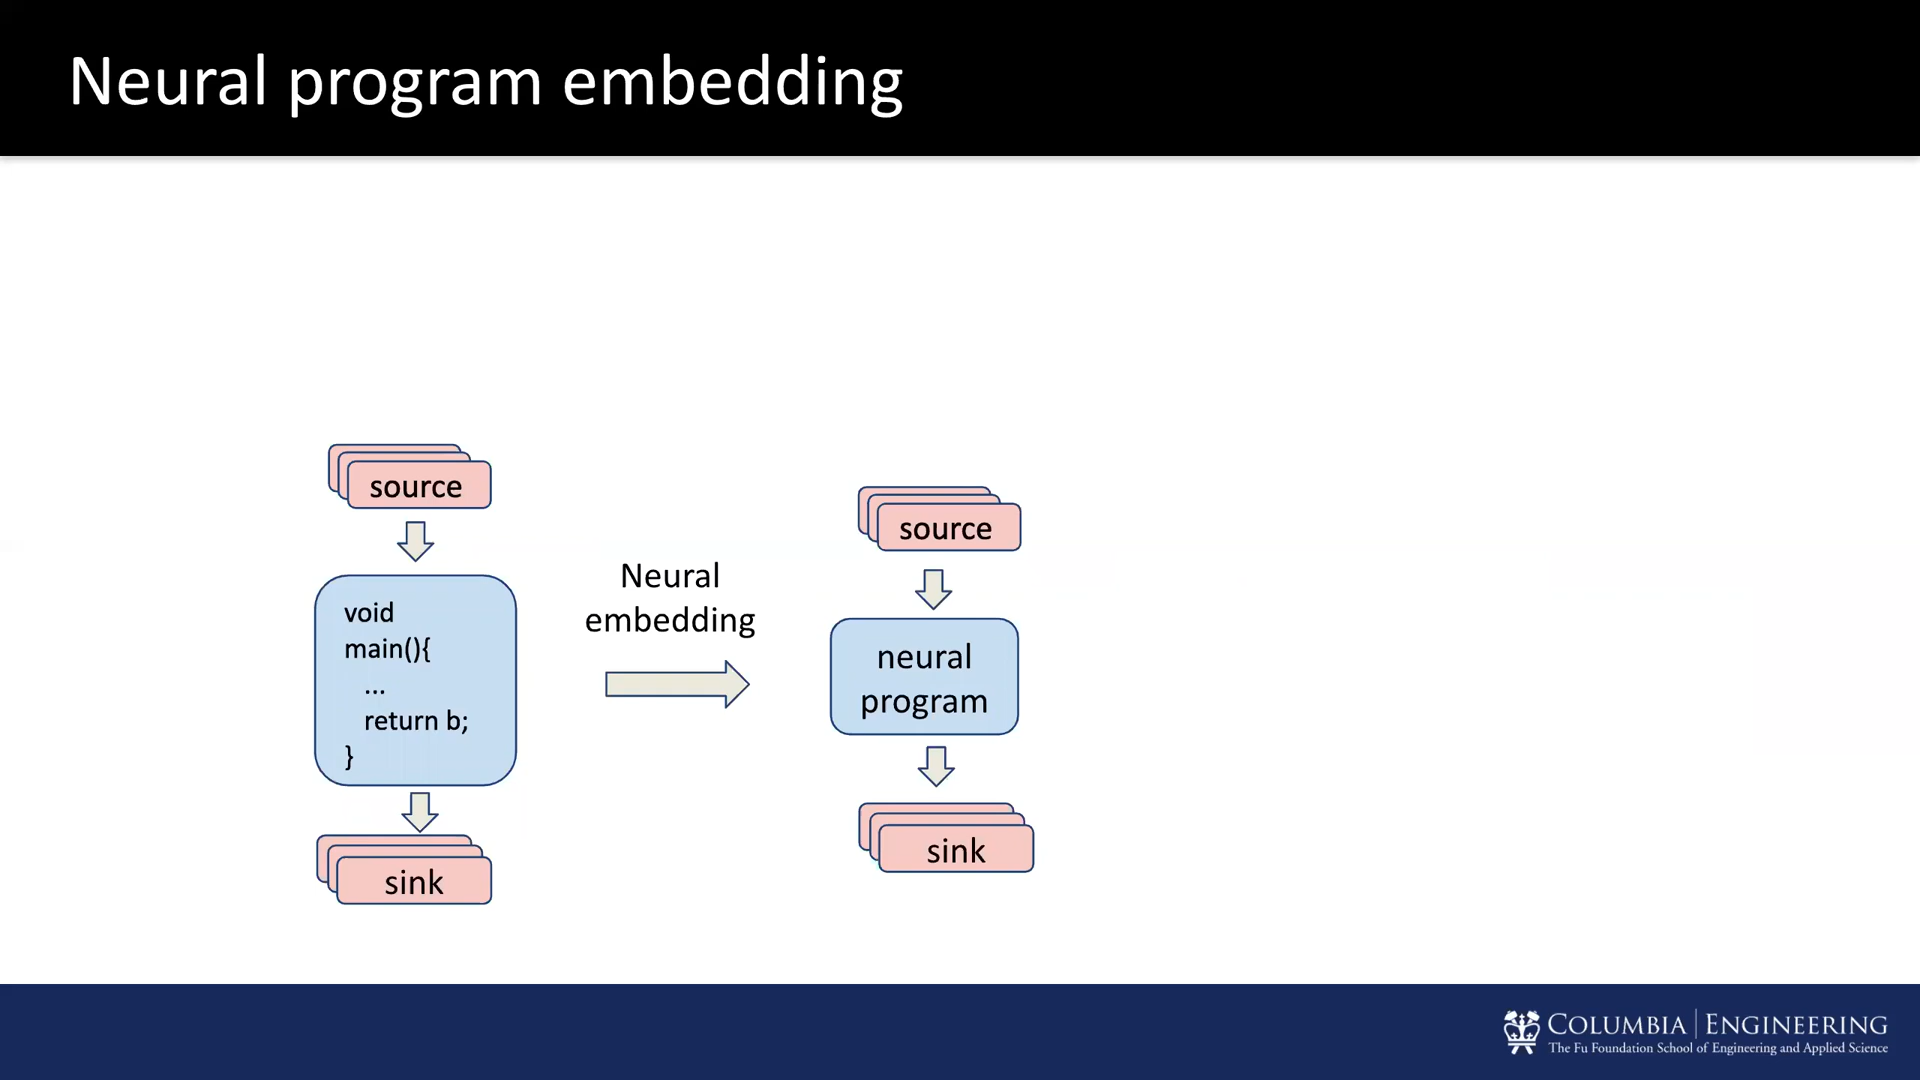 Neural program embedding
source
void
main(){
...
return b;
}
sink
Neural
embedding
source
neural
program
sink
COLUMBIA | ENGINEERING
The Fu Foundation School of Engineering and Applied Science